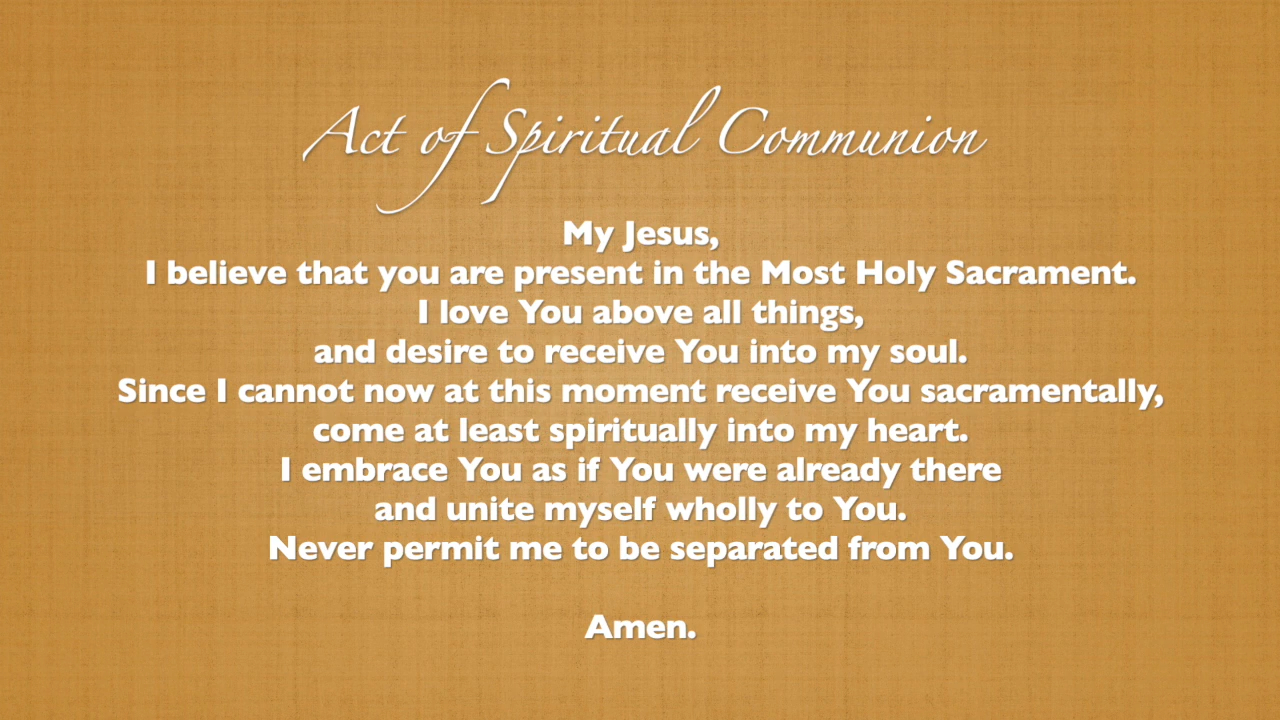 Act of Spiritual Communion
My Jesus,
I believe that you are present in the Most Holy Sacrament.
I love You above all things,
and desire to receive You into my soul.
Since I cannot now at this moment receive You sacramentally,
come at least spiritually into my heart.
I embrace You as if You were already there
and unite myself wholly to You.
Never permit me to be separated from You.
Amen.